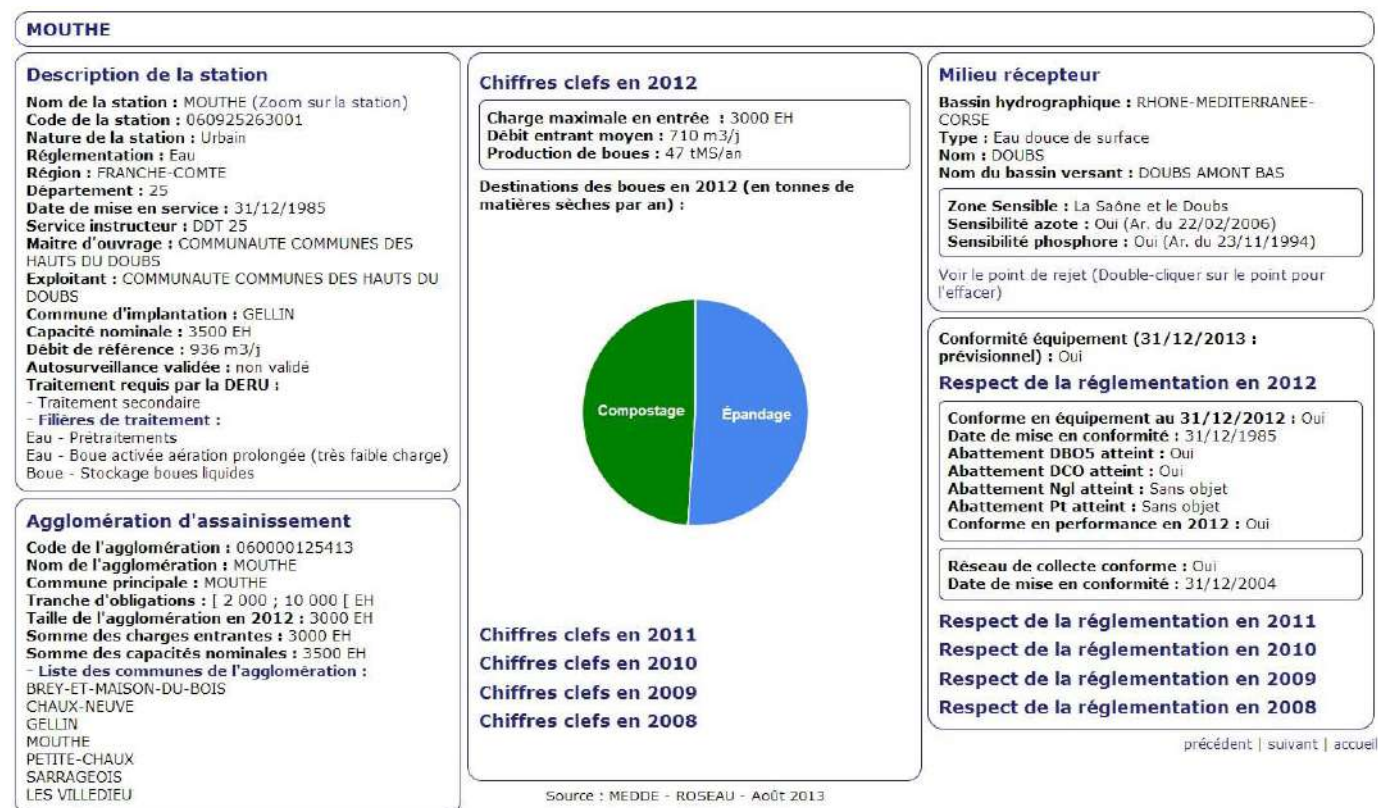 MOUTHE
Description de la station
Nom de la station : MOUTHE (Zoom sur la station)
Code de la station : 060925263001
Nature de la station : Urbain
Réglementation : Eau
Région : FRANCHE-COMTE
Département : 25
Date de mise en service : 31/12/1985
Service instructeur : DDT 25
Maitre d'ouvrage : COMMUNAUTE COMMUNES DES
HAUTS DU DOUBS
Exploitant : COMMUNAUTE COMMUNES DES HAUTS DU
DOUBS
Commune d'implantation : GELLIN
Capacité nominale : 3500 EH
Débit de référence : 936 m3/j
Autosurveillance validée : non validé
Traitement requis par la DERU :
- Traitement secondaire
- Filières de traitement :
Eau - Prétraitements
Eau - Boue activée aération prolongée (très faible charge)
Boue - Stockage boues liquides
Agglomération d'assainissement
Code de l'agglomération : 060000125413
Nom de l'agglomération : MOUTHE
Commune principale : MOUTHE
Tranche d'obligations : [ 2 000 ; 10 000 [ EH
Taille de l'agglomération en 2012 : 3000 EH
Somme des charges entrantes : 3000 EH
Somme des capacités nominales : 3500 EH
- Liste des communes de l'agglomération :
BREY-ET-MAISON-DU-BOIS
CHAUX-NEUVE
GELLIN
MOUTHE
PETITE-CHAUX
SARRAGEOIS
LES VILLEDIEU
Chiffres clefs en 2012
Charge maximale en entrée : 3000 EH
Débit entrant moyen : 710 m3/j
Production de boues : 47 tMS/an
Destinations des boues en 2012 (en tonnes de
matières sèches par an) :
Compostage
Épandage
Chiffres clefs en 2011
Chiffres clefs en 2010
Chiffres clefs en 2009
Chiffres clefs en 2008
Source : MEDDE - ROSEAU - Août 2013
Milieu récepteur
Bassin hydrographique : RHONE-MEDITERRANEE-
CORSE
Type : Eau douce de surface
Nom : DOUBS
Nom du bassin versant : DOUBS AMONT BAS
Zone Sensible : La Saône et le Doubs
Sensibilité azote : Oui (Ar. du 22/02/2006)
Sensibilité phosphore : Oui (Ar. du 23/11/1994)
Voir le point de rejet (Double-cliquer sur le point pour
l'effacer)
Conformité équipement (31/12/2013 :
prévisionnel) : Oui
Respect de la réglementation en 2012
Conforme en équipement au 31/12/2012 : Oui
Date de mise en conformité : 31/12/1985
Abattement DBO5 atteint : Oui
Abattement DCO atteint : Oui
Abattement Ngl atteint : Sans objet
Abattement Pt atteint : Sans objet
Conforme en performance en 2012 : Oui
Réseau de collecte conforme : Oui
Date de mise en conformité : 31/12/2004
Respect de la réglementation en 2011
Respect de la réglementation en 2010
Respect de la réglementation en 2009
Respect de la réglementation en 2008
précédent | suivant | accueil